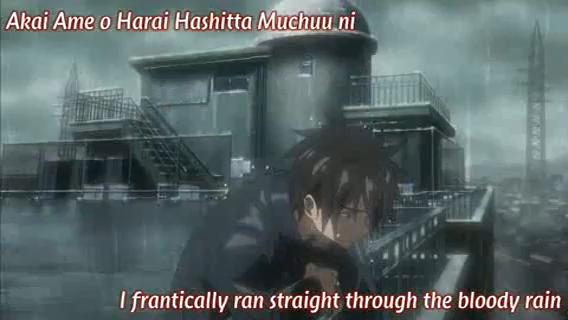 Akai Ame o Harai Hashitta Muchuu ni
I frantically ran straight through the bloody rain